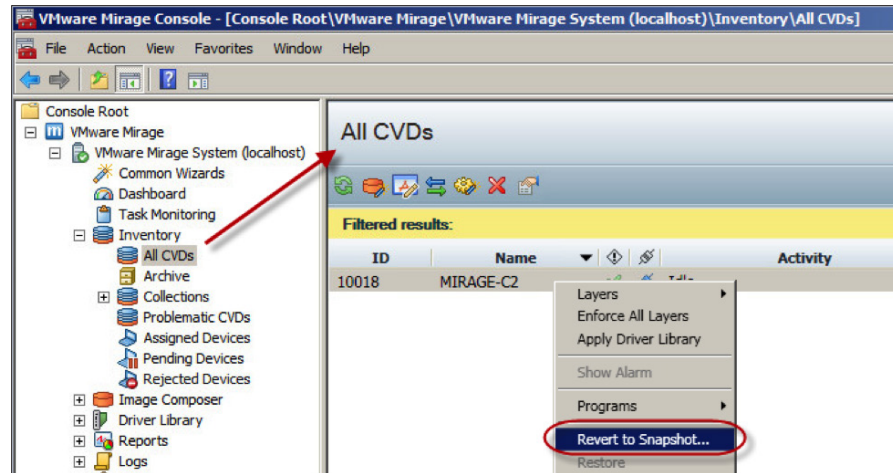 VMware Mirage Console - [Console Root\VMware Mirage\VMware Mirage System (localhost)\Inventory\All CVDs]
File Action View Favorites Window Help
Console Root
VMware Mirage
VMware Mirage System (localhost)
Common Wizards
Dashboard
Task Monitoring
Inventory
All CVDs
Archive
Collections
Problematic CVDs
Assigned Devices
Pending Devices
Rejected Devices
Image Composer
Driver Library
Reports
Logs
All CVDs
Filtered results:
ID Name Activity
10018 MIRAGE-C2 Idle
Layers
Enforce All Layers
Apply Driver Library
Show Alarm
Programs
Revert to Snapshot...
Restore